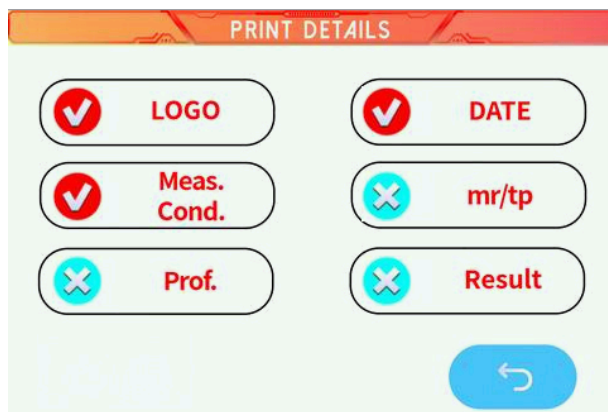 PRINT DETAILS
LOGO
DATE
Meas.
Cond.
mr/tp
Prof.
Result